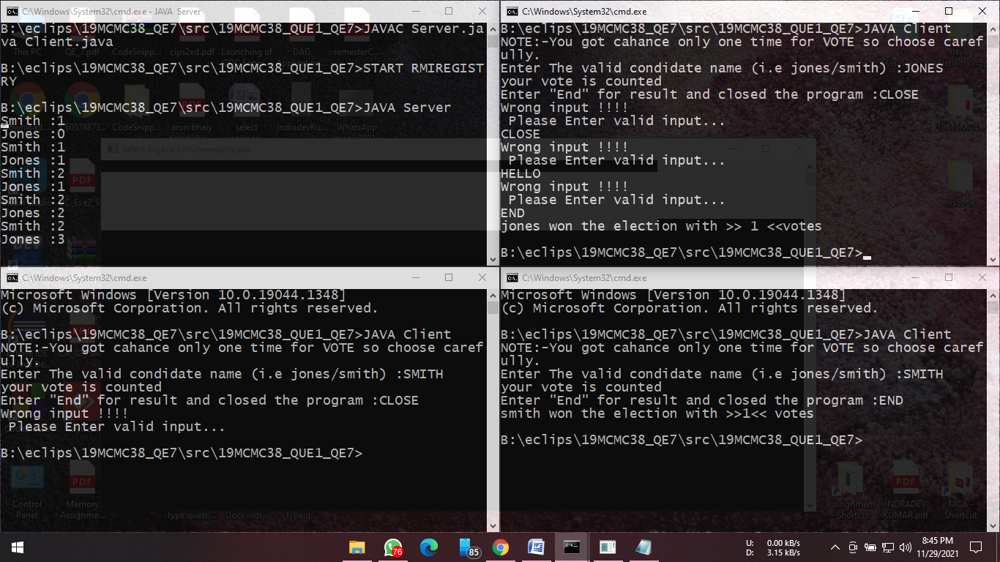 C:\Windows\System32\cmd.exe - JAVA Server
B:\eclips\19MCMC38_QE7\src\19MCMC38_QUE1_QE7>JAVAC Server.ja
va Client.java
B:\eclips\19MCMC38_QE7\src\19MCMC38_QUE1_QE7>START RMIREGIST
RY
B:\eclips\19MCMC38_QE7\src\19MCMC38_QUE1_QE7>JAVA Server
Smith :1
Jones :0
Smith :1
Jones :1
Smith :2
Jones :1
Smith :2
Jones :2
Smith :2
Jones :3
This PC
QE_7.pdf
CodeSnipp...
cips2ed.pdf
Launching of
DAG
semesterC...
CodeSnipp...
arun bhaiy
select
IndradevKu...
WhatsApp -
Select B:\java\bin\rmiregistry.exe
C:\Windows\System32\cmd.exe
B:\eclips\19MCMC38_QE7\src\19MCMC38_QUE1_QE7>JAVA Client
NOTE:-You got cahance only one time for VOTE so choose caref
ully.
Enter The valid condidate name (i.e jones/smith) :JONES
your vote is counted
Enter "End" for result and closed the program :CLOSE
Wrong input !!!!
Please Enter valid input...
CLOSE
Wrong input !!!!
Please Enter valid input...
HELLO
Wrong input !!!!
Please Enter valid input...
END
jones won the election with >> 1 <<votes
B:\eclips\19MCMC38_QE7\src\19MCMC38_QUE1_QE7>
java
Networking
19MCMC4...
vscode
C:\Windows\System32\cmd.exe
Microsoft Windows [Version 10.0.19044.1348]
(c) Microsoft Corporation. All rights reserved.
B:\eclips\19MCMC38_QE7\src\19MCMC38_QUE1_QE7>JAVA Client
NOTE:-You got cahance only one time for VOTE so choose caref
ully.
Enter The valid condidate name (i.e jones/smith) :SMITH
your vote is counted
Enter "End" for result and closed the program :CLOSE
Wrong input !!!!
Please Enter valid input...
B:\eclips\19MCMC38_QE7\src\19MCMC38_QUE1_QE7>
C:\Windows\System32\cmd.exe
Microsoft Windows [Version 10.0.19044.1348]
(c) Microsoft Corporation. All rights reserved.
B:\eclips\19MCMC38_QE7\src\19MCMC38_QUE1_QE7>JAVA Client
NOTE:-You got cahance only one time for VOTE so choose caref
ully.
Enter The valid condidate name (i.e jones/smith) :SMITH
your vote is counted
Enter "End" for result and closed the program :END
smith won the election with >>1<< votes
B:\eclips\19MCMC38_QE7\src\19MCMC38_QUE1_QE7>
Control
Panel
Memory
Assignme...
type questi...
Docs Indr...
type q...
assingnment
- Shortcut
INDRADEV
KUMAR.pdf
MCA -
Shortcut
76
85
U: 0.00 kB/s
D: 3.15 kB/s
8:45 PM
11/29/2021